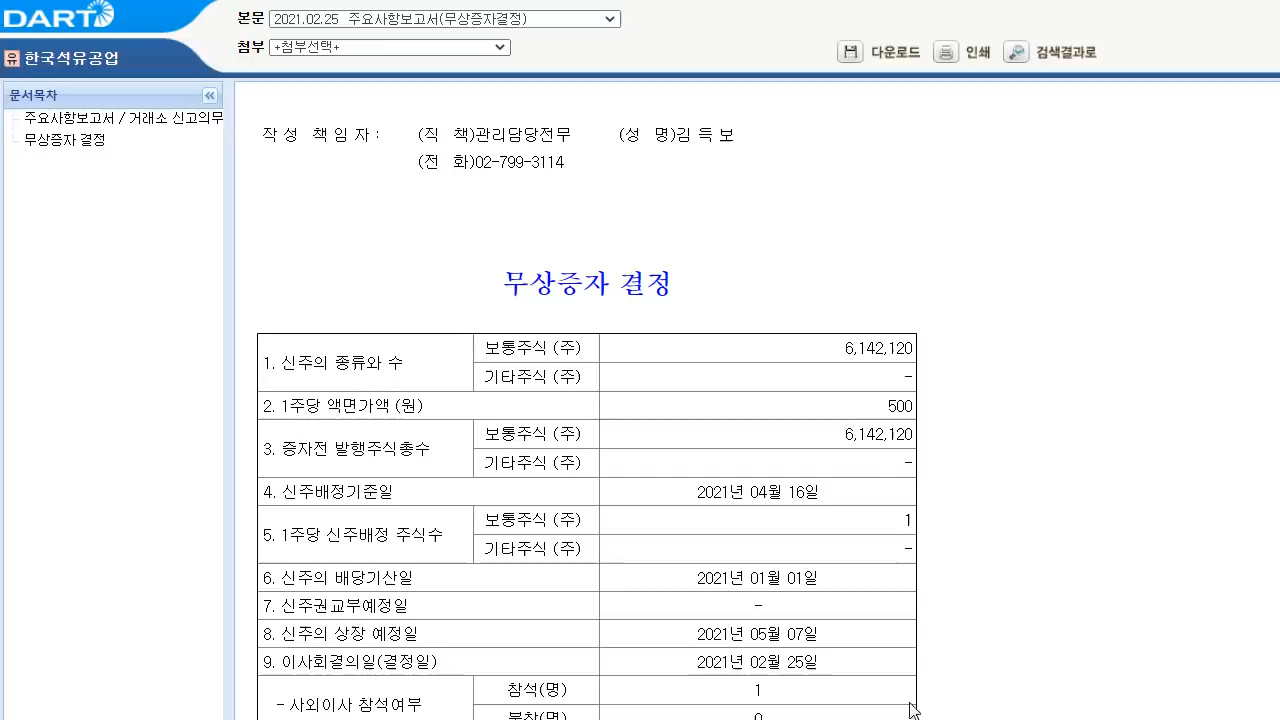 DART
본문 2021.02.25 주요사항보고서(무상증자결정)
첨부 +첨부선택+
유 한국석유공업
다운로드 인쇄 검색결과로
문서목차
주요사항보고서 / 거래소 신고의무
무상증자 결정
작 성 책 임 자 : (직 책)관리담당전무 (성 명)김 득 보
(전 화)02-799-3114
무상증자 결정
1. 신주의 종류와 수 보통주식 (주) 6,142,120
기타주식 (주) -
2. 1주당 액면가액 (원) 500
3. 증자전 발행주식총수 보통주식 (주) 6,142,120
기타주식 (주) -
4. 신주배정기준일 2021년 04월 16일
5. 1주당 신주배정 주식수 보통주식 (주) 1
기타주식 (주) -
6. 신주의 배당기산일 2021년 01월 01일
7. 신주권교부예정일 -
8. 신주의 상장 예정일 2021년 05월 07일
9. 이사회결의일(결정일) 2021년 02월 25일
- 사외이사 참석여부 참석(명) 1
불참(명) 0